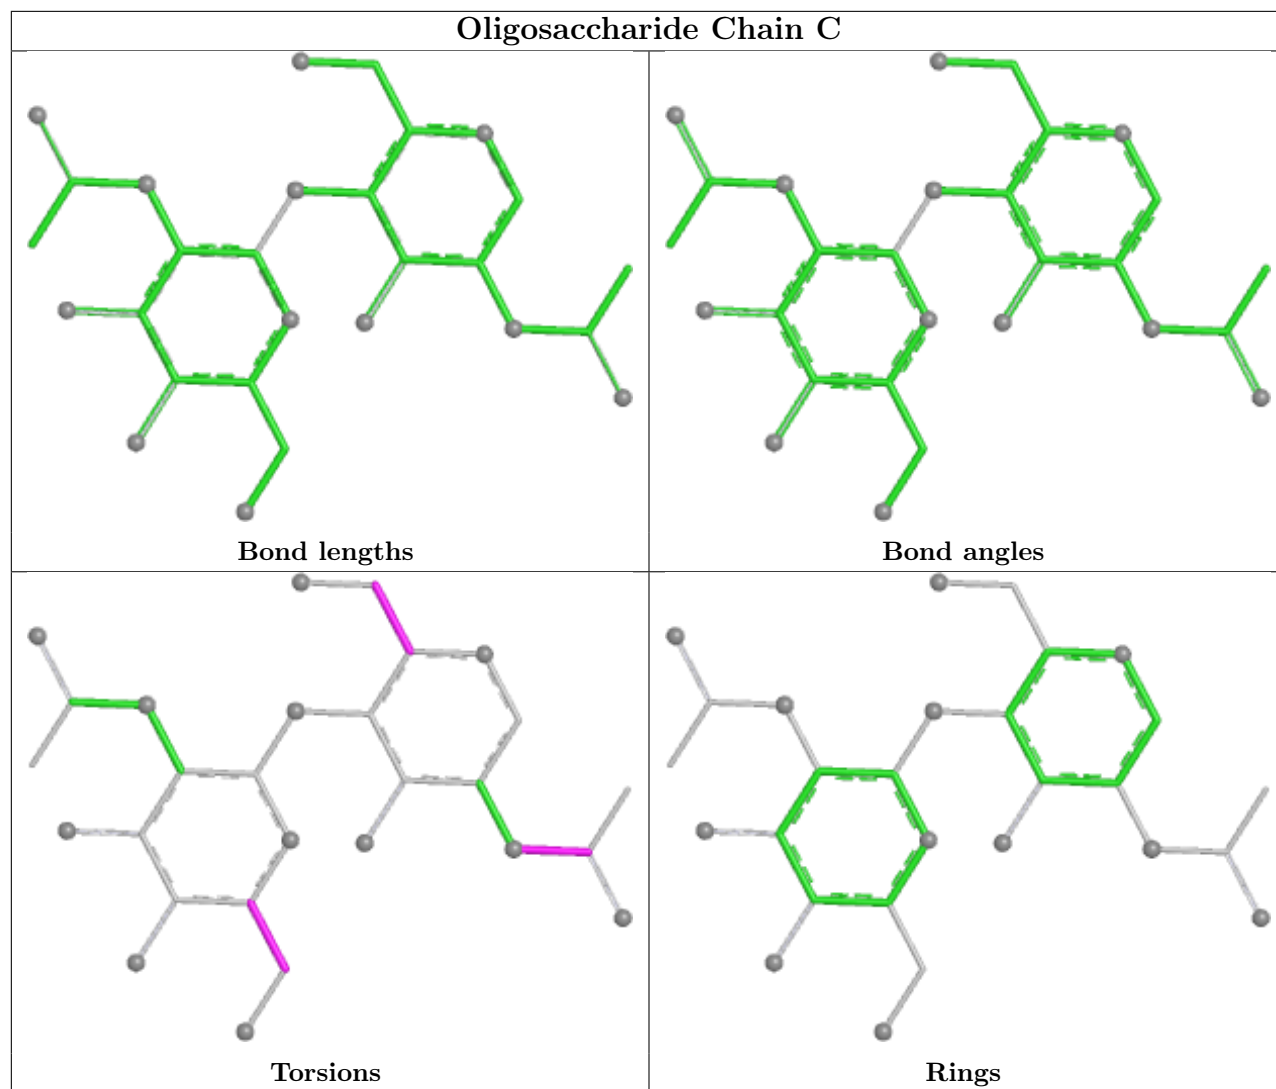 Oligosaccharide Chain C
Bond lengths
Bond angles
Torsions
Rings